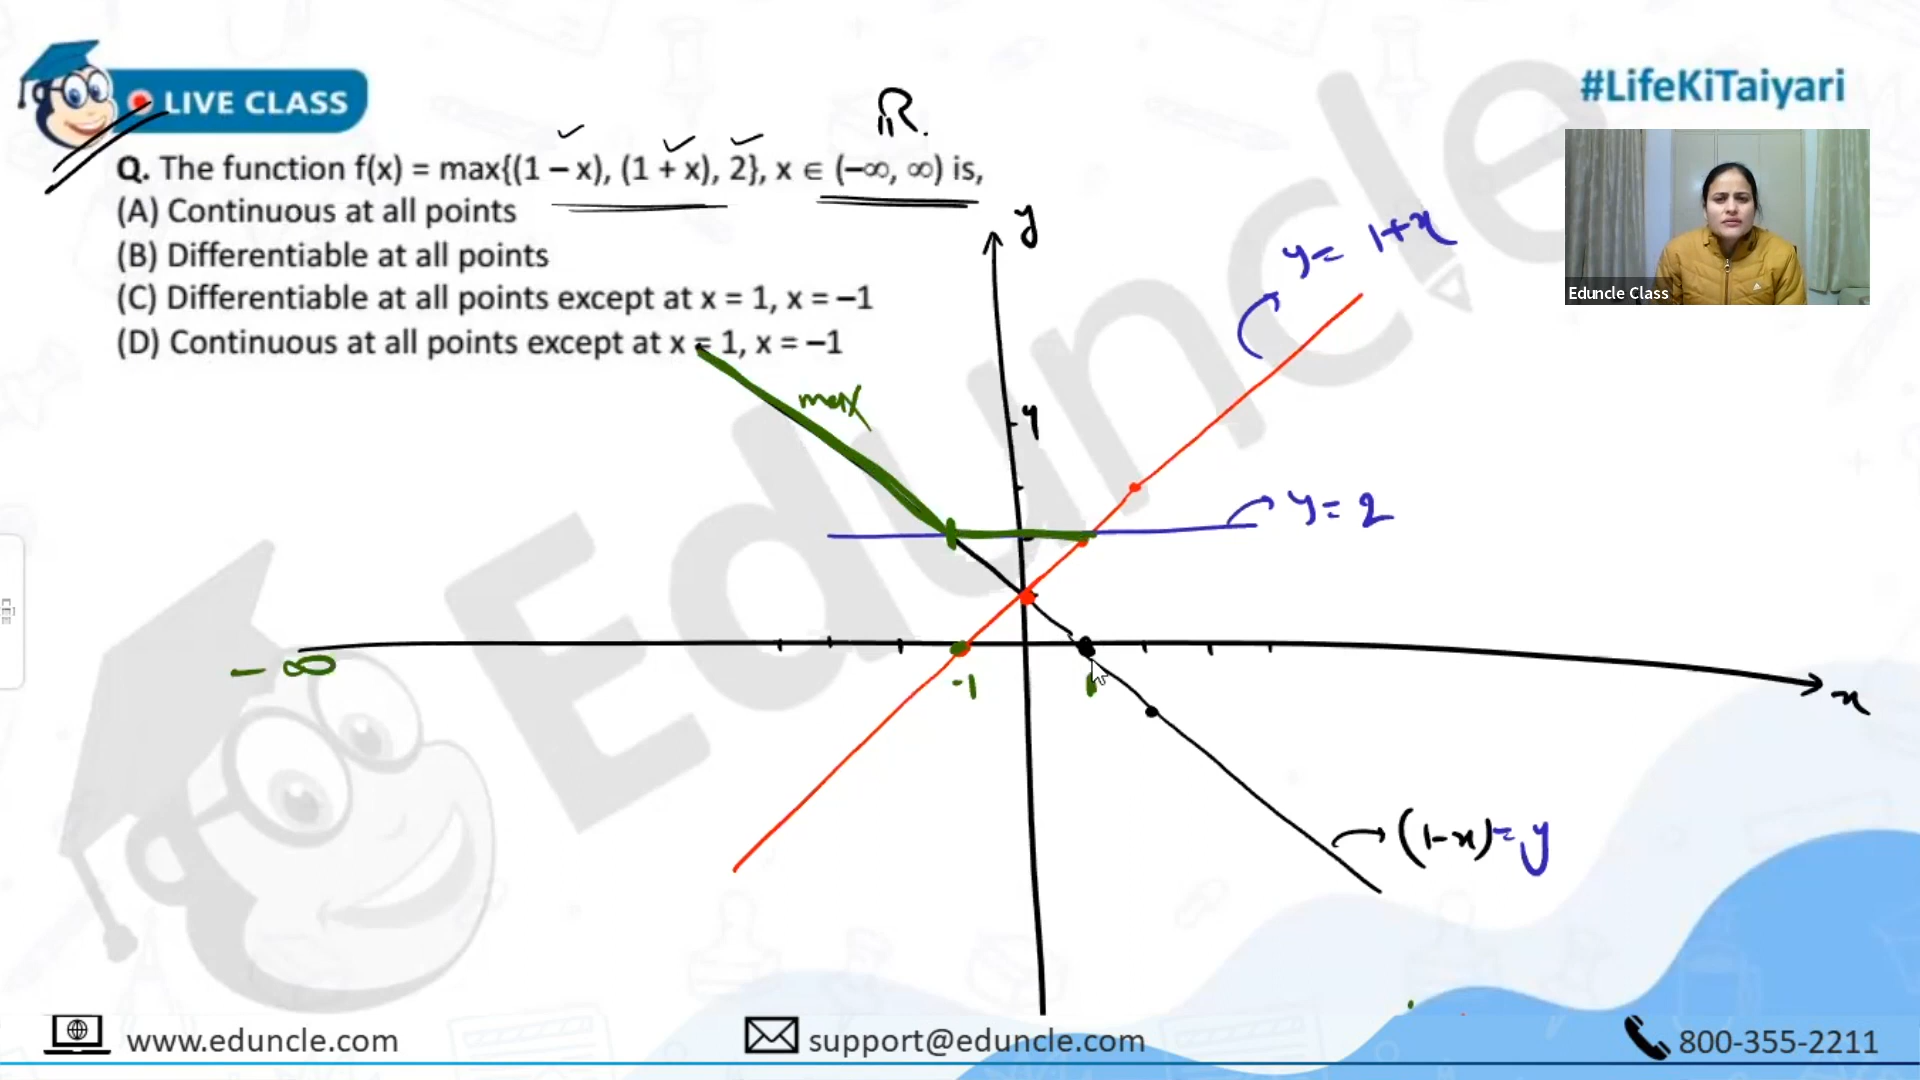 LIVE CLASS
#LifeKiTaiyari
ℝ.
Q. The function f(x) = max{(1 – x), (1 + x), 2}, x ∈ (–∞, ∞) is,
(A) Continuous at all points
(B) Differentiable at all points
(C) Differentiable at all points except at x = 1, x = –1
(D) Continuous at all points except at x = 1, x = –1
Eduncle Class
y
y = 1+x
max
4
y = 2
Eduncle
– ∞
-1
1
x
(1-x) = y
www.eduncle.com
support@eduncle.com
800-355-2211